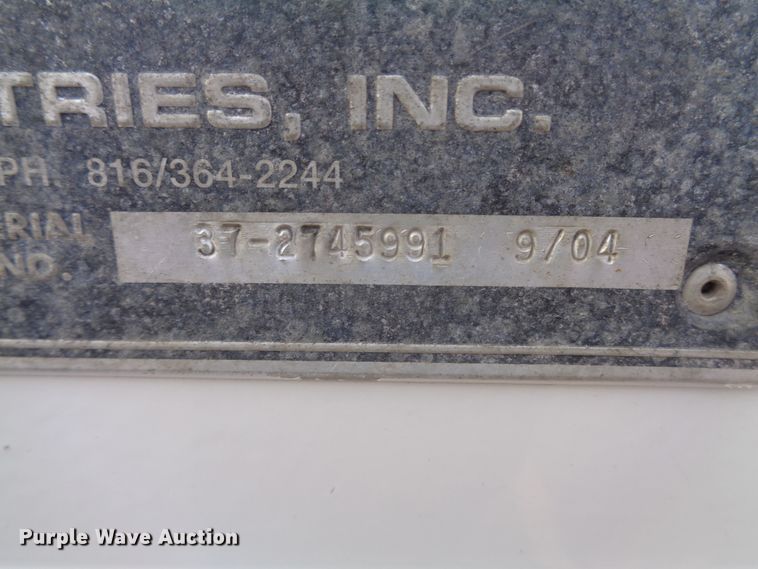 TRIES, INC.
PH. 816/364-2244
ERIAL
NO.
37-2745991 9/04
Purple Wave Auction